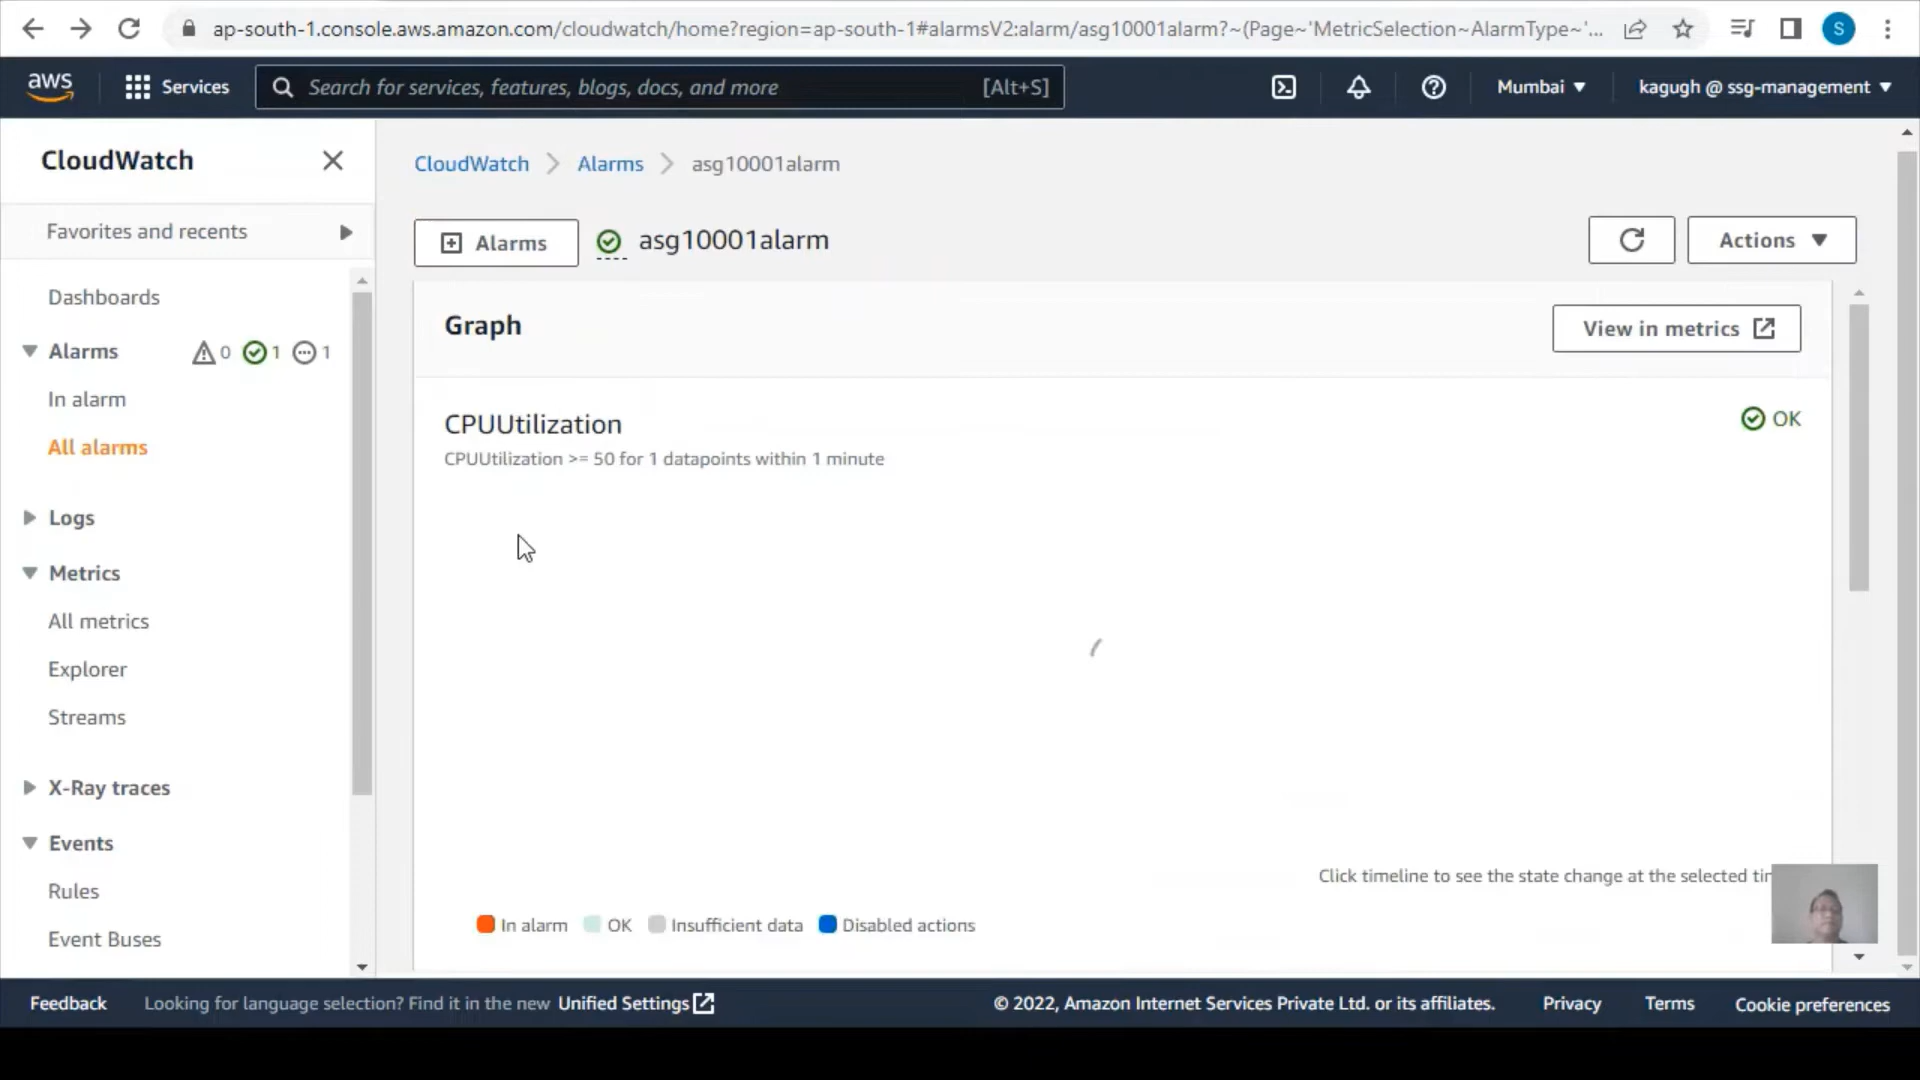 ap-south-1.console.aws.amazon.com/cloudwatch/home?region=ap-south-1#alarmsV2:alarm/asg10001alarm?~(Page~'MetricSelection~AlarmType~'...
S
aws
Services
Search for services, features, blogs, docs, and more
[Alt+S]
Mumbai
kagugh @ ssg-management
CloudWatch
Favorites and recents
Dashboards
Alarms 0 1 1
In alarm
All alarms
Logs
Metrics
All metrics
Explorer
Streams
X-Ray traces
Events
Rules
Event Buses
CloudWatch
Alarms
asg10001alarm
Alarms
asg10001alarm
Actions
Graph
View in metrics
CPUUtilization
OK
CPUUtilization >= 50 for 1 datapoints within 1 minute
Click timeline to see the state change at the selected
In alarm OK Insufficient data Disabled actions
Feedback
Looking for language selection? Find it in the new Unified Settings
© 2022, Amazon Internet Services Private Ltd. or its affiliates.
Privacy
Terms
Cookie preferences